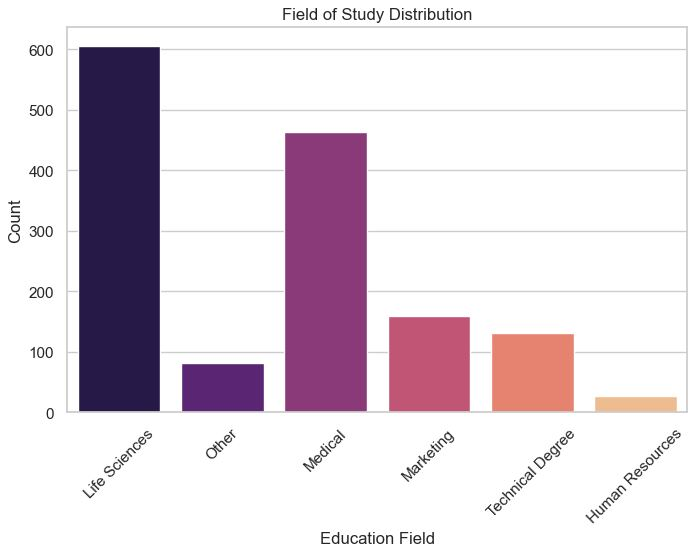 Field of Study Distribution
Count
600
500
400
300
200
100
0
Life Sciences
Other
Medical
Marketing
Technical Degree
Human Resources
Education Field